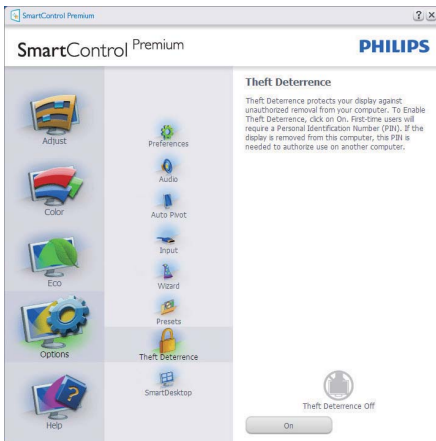 SmartControl Premium
SmartControl Premium
PHILIPS
Adjust
Color
Eco
Options
Help
Preferences
Audio
Auto Pivot
Input
Wizard
Presets
Theft Deterrence
SmartDesktop
Theft Deterrence
Theft Deterrence protects your display against
unauthorized removal from your computer. To Enable
Theft Deterrence, click on On. First-time users will
require a Personal Identification Number (PIN). If the
display is removed from this computer, this PIN is
needed to authorize use on another computer.
Theft Deterrence Off
On